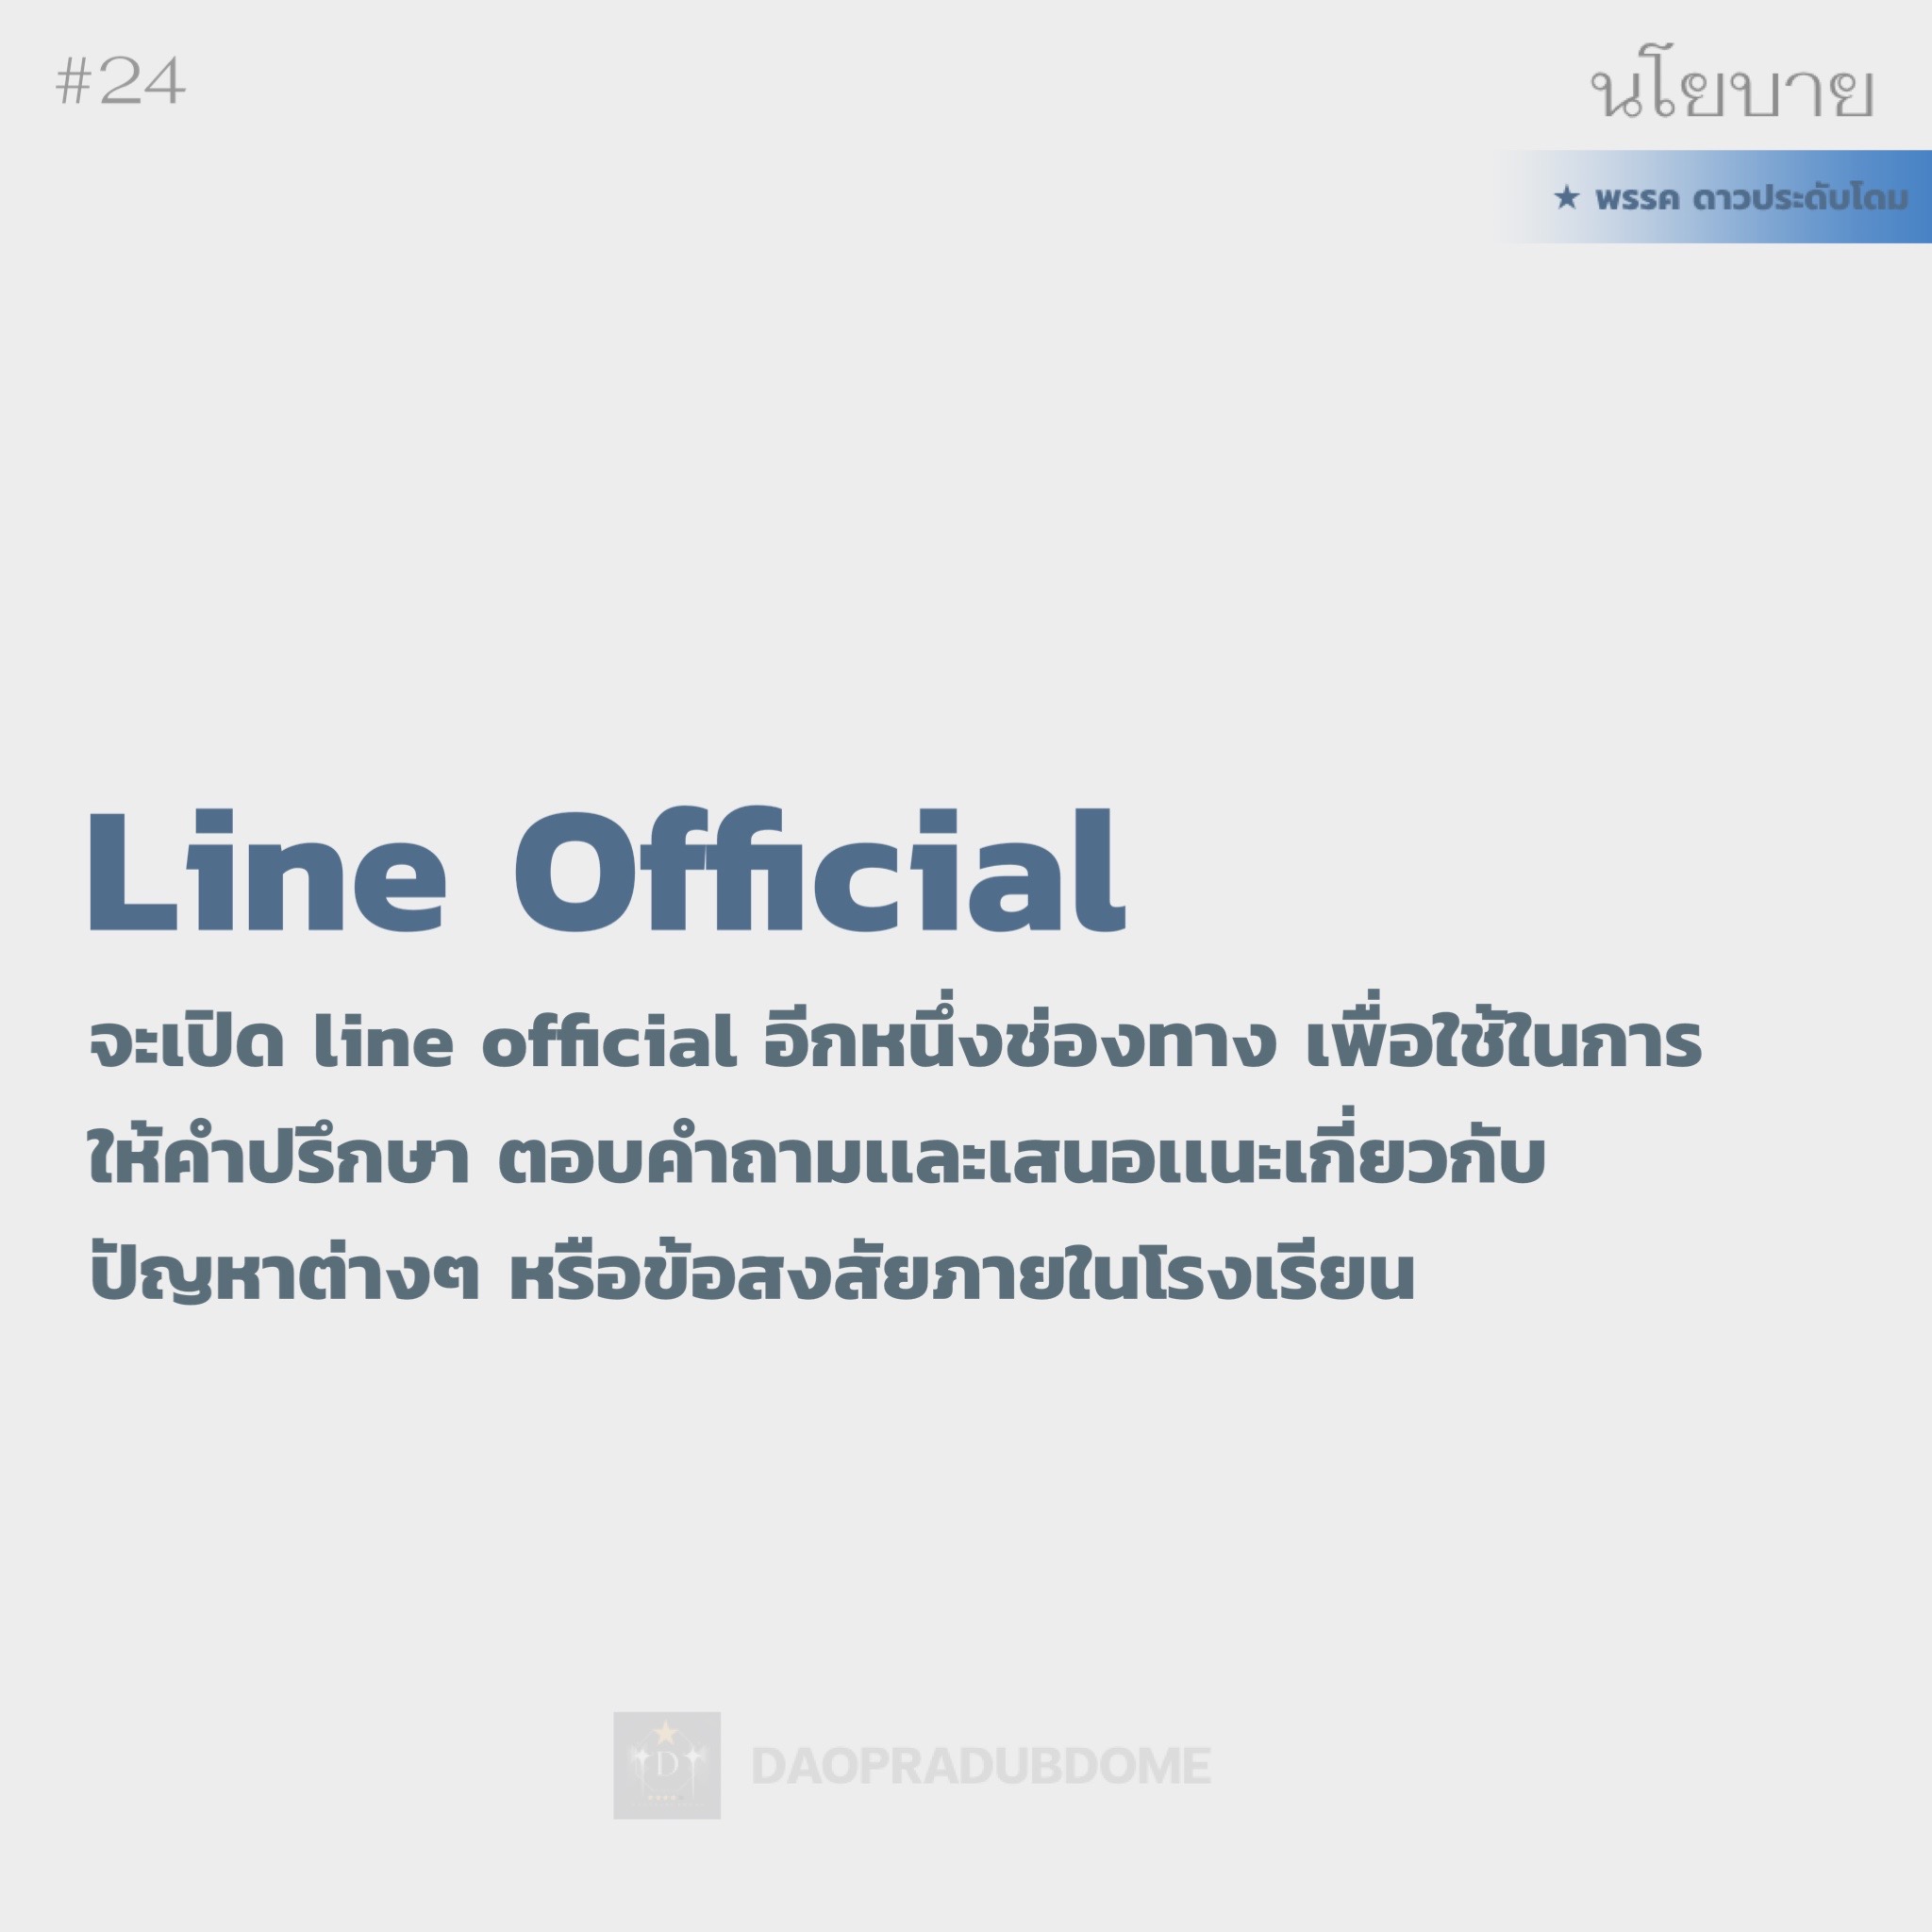 #24
นโยบาย
★ พรรค ดาวประดับโดม
Line Official
จะเปิด line official อีกหนึ่งช่องทาง เพื่อใช้ในการ
ให้คำปรึกษา ตอบคำถามและเสนอแนะเกี่ยวกับ
ปัญหาต่างๆ หรือข้อสงสัยภายในโรงเรียน
D
DAOPRADUBDOME